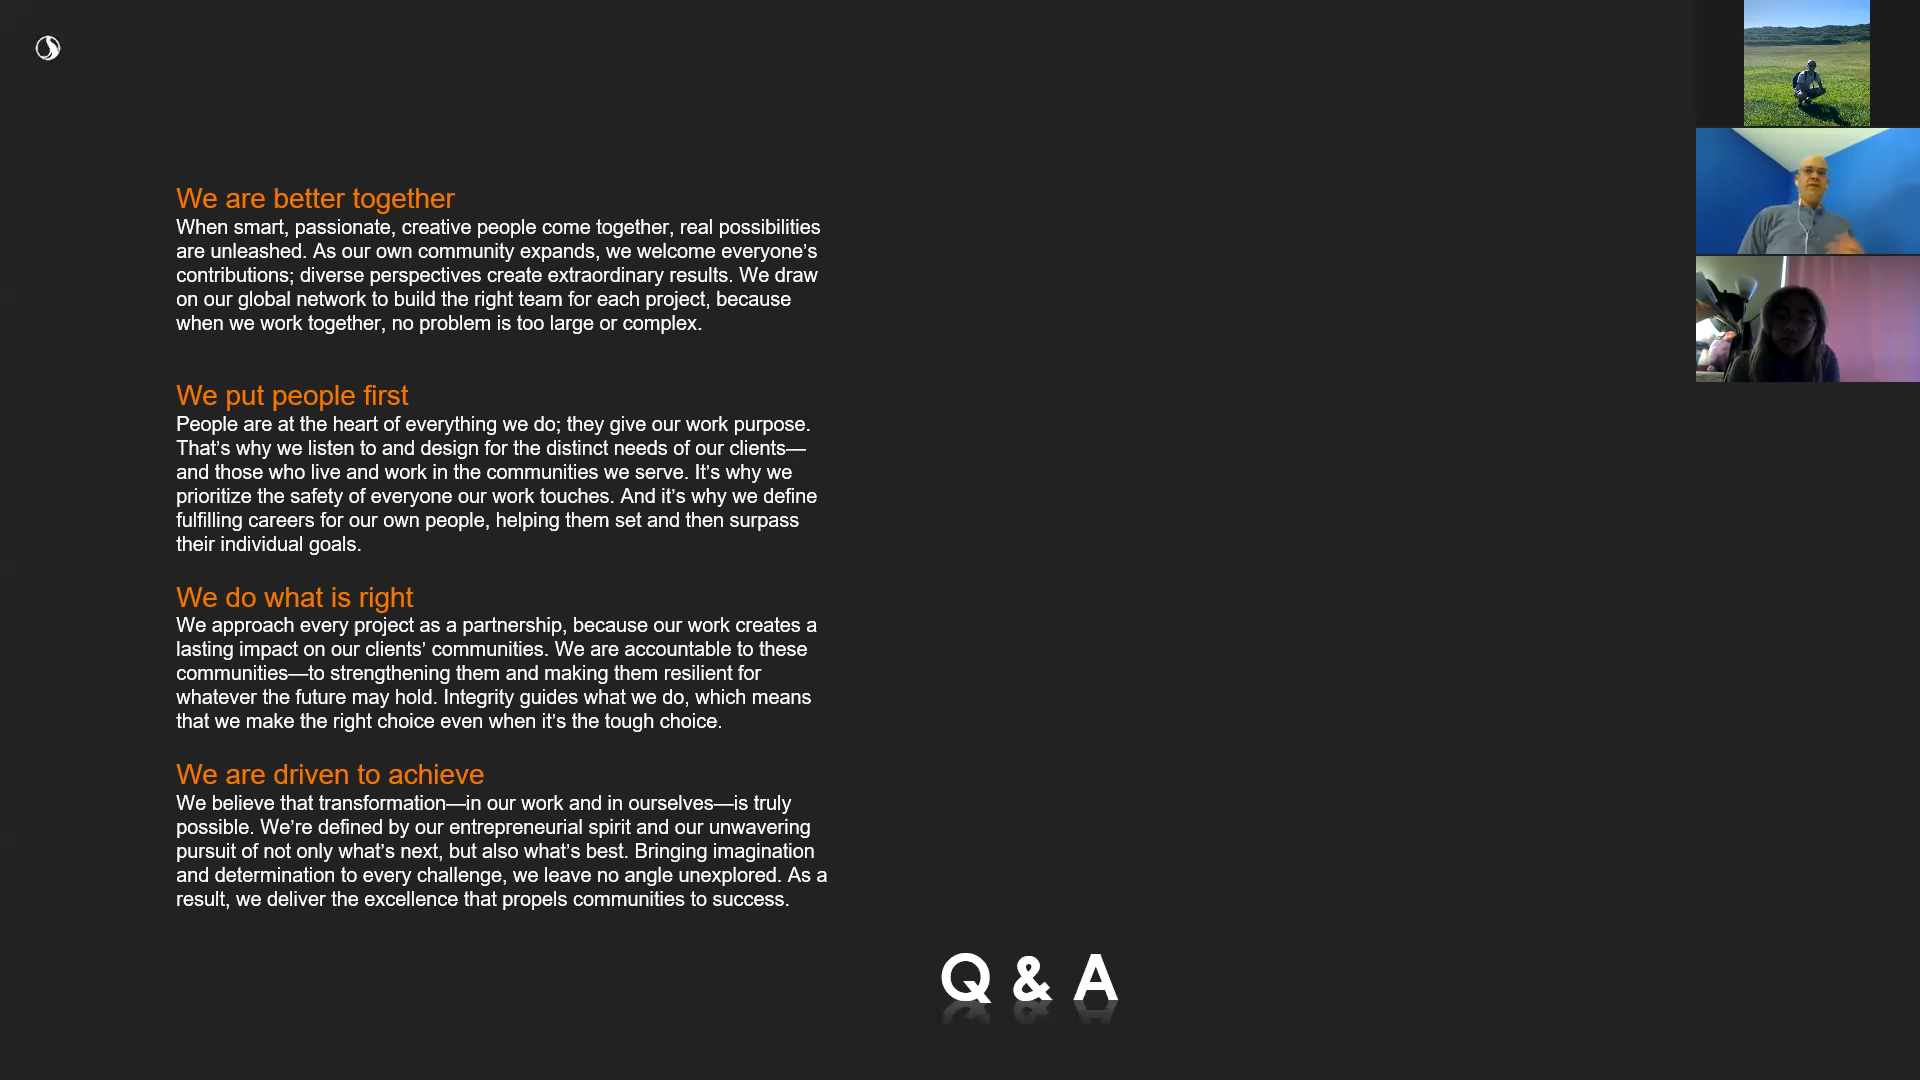 We are better together
When smart, passionate, creative people come together, real possibilities
are unleashed. As our own community expands, we welcome everyone’s
contributions; diverse perspectives create extraordinary results. We draw
on our global network to build the right team for each project, because
when we work together, no problem is too large or complex.
We put people first
People are at the heart of everything we do; they give our work purpose.
That’s why we listen to and design for the distinct needs of our clients—
and those who live and work in the communities we serve. It’s why we
prioritize the safety of everyone our work touches. And it’s why we define
fulfilling careers for our own people, helping them set and then surpass
their individual goals.
We do what is right
We approach every project as a partnership, because our work creates a
lasting impact on our clients’ communities. We are accountable to these
communities—to strengthening them and making them resilient for
whatever the future may hold. Integrity guides what we do, which means
that we make the right choice even when it’s the tough choice.
We are driven to achieve
We believe that transformation—in our work and in ourselves—is truly
possible. We’re defined by our entrepreneurial spirit and our unwavering
pursuit of not only what’s next, but also what’s best. Bringing imagination
and determination to every challenge, we leave no angle unexplored. As a
result, we deliver the excellence that propels communities to success.
Q & A